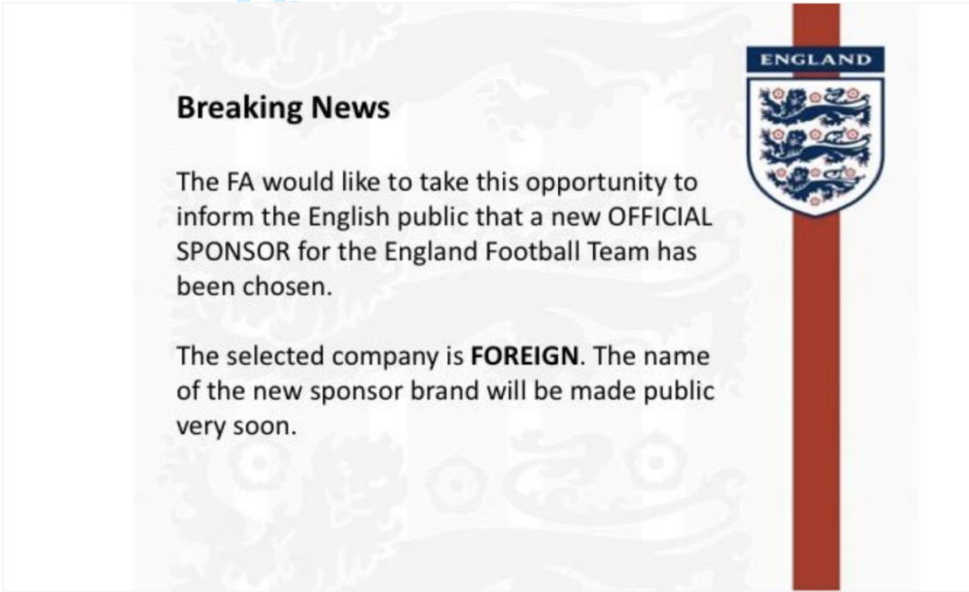 ENGLAND
Breaking News
The FA would like to take this opportunity to
inform the English public that a new OFFICIAL
SPONSOR for the England Football Team has
been chosen.
The selected company is FOREIGN. The name
of the new sponsor brand will be made public
very soon.